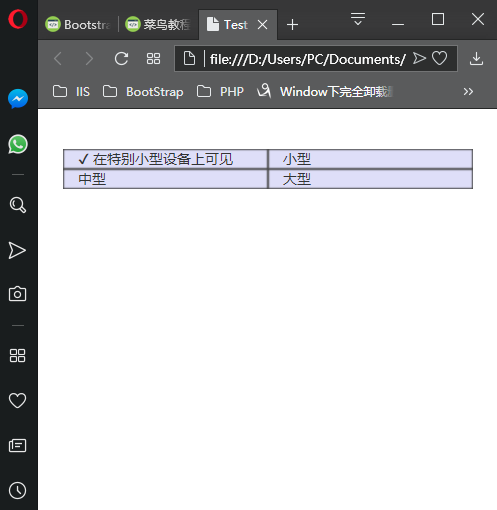 Bootstra 菜鸟教程 Test
file:///D:/Users/PC/Documents/
IIS BootStrap PHP Window下完全卸载
✔ 在特别小型设备上可见 小型
中型 大型